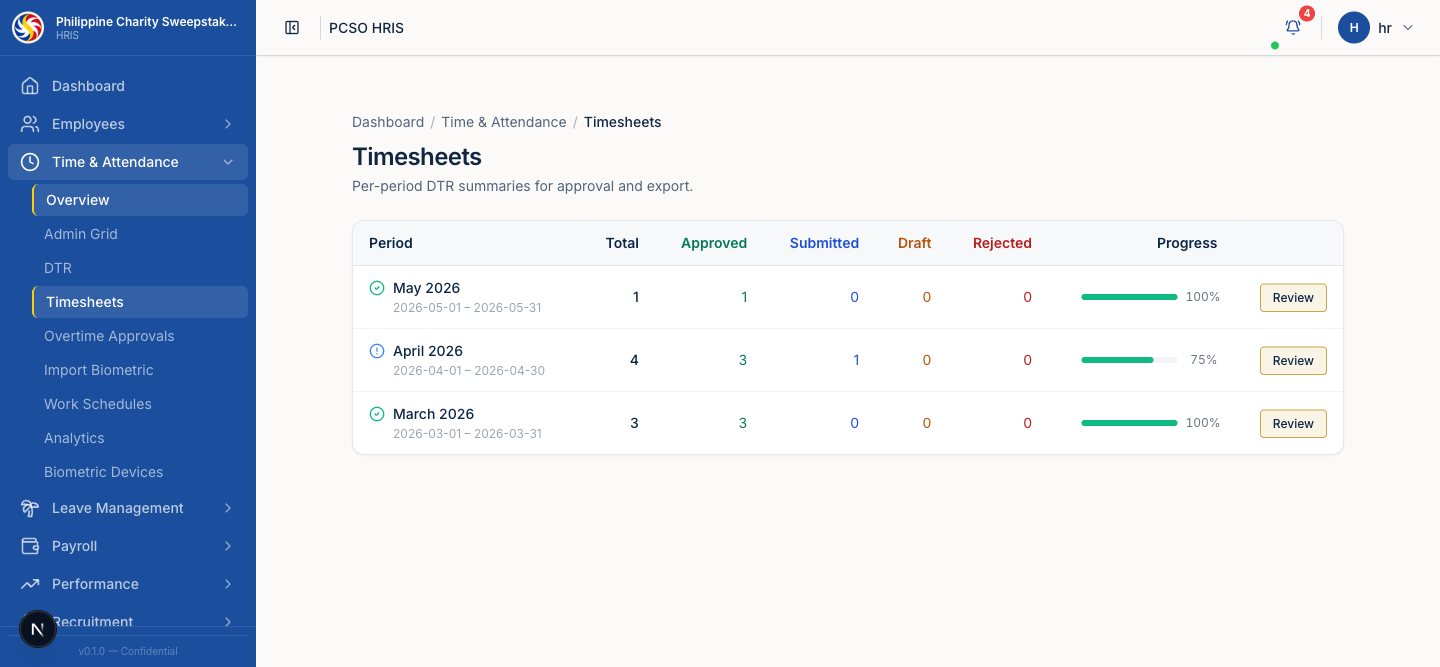 Philippine Charity Sweepstak...
HRIS
PCSO HRIS
4
H
hr
Dashboard
Employees
Time & Attendance
Overview
Admin Grid
DTR
Timesheets
Overtime Approvals
Import Biometric
Work Schedules
Analytics
Biometric Devices
Leave Management
Payroll
Performance
Recruitment
N
v0.1.0 — Confidential
Dashboard / Time & Attendance / Timesheets
Timesheets
Per-period DTR summaries for approval and export.
Period Total Approved Submitted Draft Rejected Progress
May 2026 1 1 0 0 0 100% Review
2026-05-01 – 2026-05-31
April 2026 4 3 1 0 0 75% Review
2026-04-01 – 2026-04-30
March 2026 3 3 0 0 0 100% Review
2026-03-01 – 2026-03-31